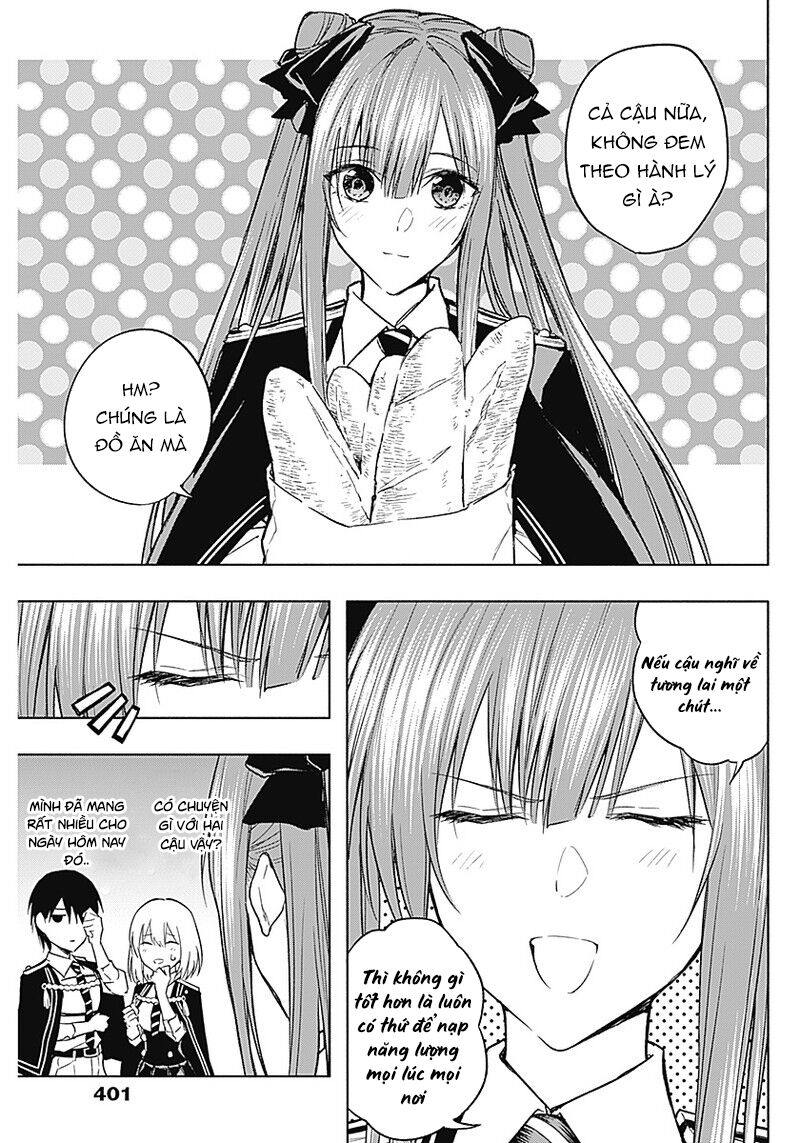 CẢ CẬU NỮA,
KHÔNG ĐEM
THEO HÀNH LÝ
GÌ À?
HM?
CHÚNG LÀ
ĐỒ ĂN MÀ
Nếu cậu nghĩ về
tương lai một
chút...
Thì không gì
tốt hơn là luôn
có thứ để nạp
năng lượng
mọi lúc mọi
nơi
CÓ CHUYỆN
GÌ VỚI HAI
CẬU VẬY?
MÌNH ĐÃ MANG
RẤT NHIỀU CHO
NGÀY HÔM NAY
ĐÓ..
401